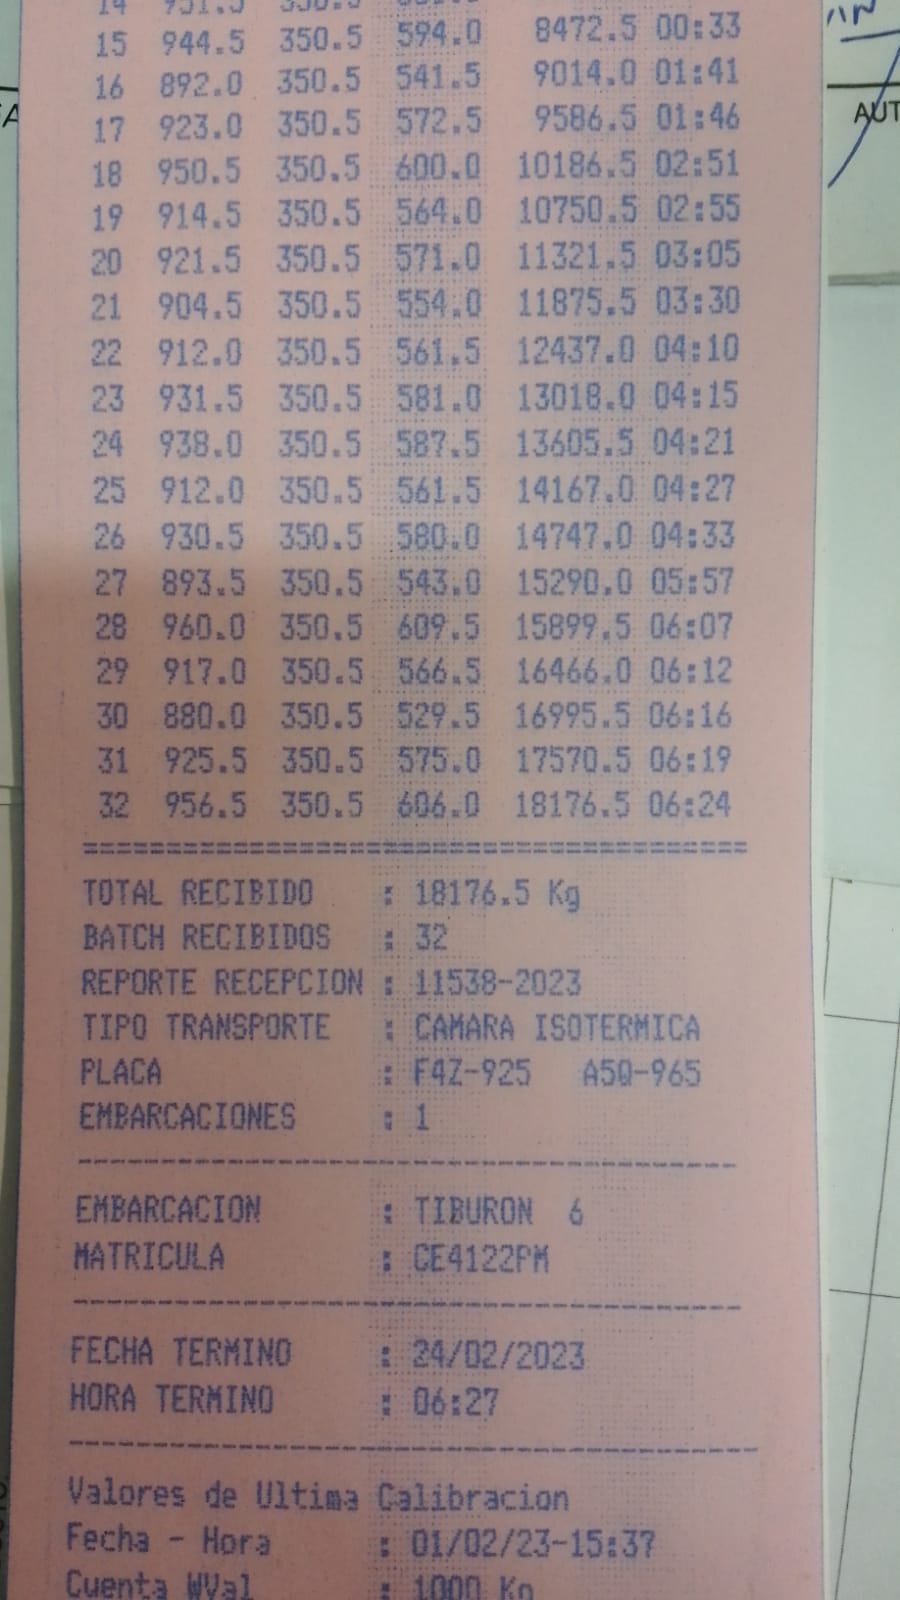 14 951.5 350.5
15 944.5 350.5 594.0 8472.5 00:33
16 892.0 350.5 541.5 9014.0 01:41
17 923.0 350.5 572.5 9586.5 01:46
18 950.5 350.5 600.0 10186.5 02:51
19 914.5 350.5 564.0 10750.5 02:55
20 921.5 350.5 571.0 11321.5 03:05
21 904.5 350.5 554.0 11875.5 03:30
22 912.0 350.5 561.5 12437.0 04:10
23 931.5 350.5 581.0 13018.0 04:15
24 938.0 350.5 587.5 13605.5 04:21
25 912.0 350.5 561.5 14167.0 04:27
26 930.5 350.5 580.0 14747.0 04:33
27 893.5 350.5 543.0 15290.0 05:57
28 960.0 350.5 609.5 15899.5 06:07
29 917.0 350.5 566.5 16466.0 06:12
30 880.0 350.5 529.5 16995.5 06:16
31 925.5 350.5 575.0 17570.5 06:19
32 956.5 350.5 606.0 18176.5 06:24
========================================
TOTAL RECIBIDO : 18176.5 Kg
BATCH RECIBIDOS : 32
REPORTE RECEPCION : 11538-2023
TIPO TRANSPORTE : CAMARA ISOTERMICA
PLACA : F4Z-925 A5Q-965
EMBARCACIONES : 1
----------------------------------------
EMBARCACION : TIBURON 6
MATRICULA : CE4122PM
----------------------------------------
FECHA TERMINO : 24/02/2023
HORA TERMINO : 06:27
----------------------------------------
Valores de Ultima Calibracion
Fecha - Hora : 01/02/23-15:37
Cuenta WVal : 1000 Kg
AUT